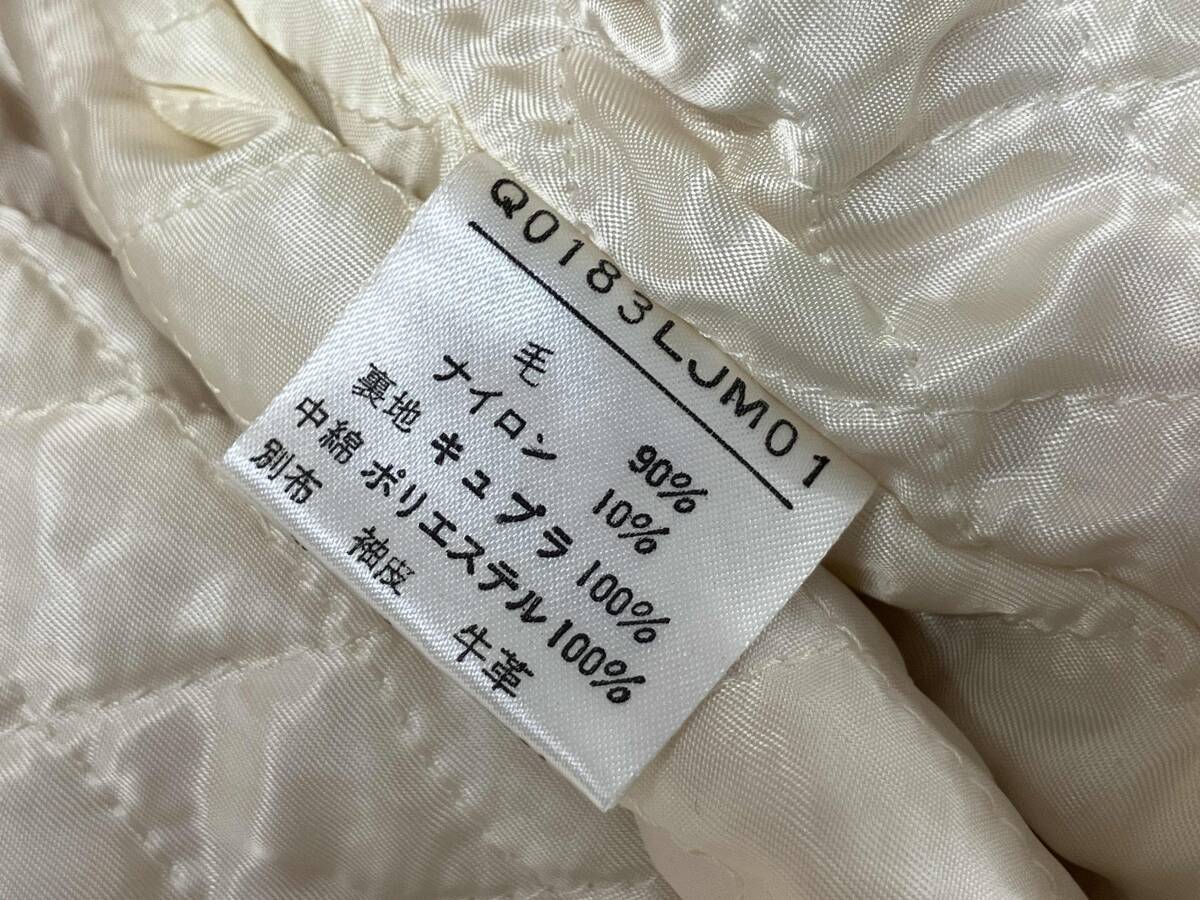 Q0183LJM01
毛 90%
ナイロン 10%
裏地 キュプラ 100%
中綿 ポリエステル 100%
別布 袖皮 牛革